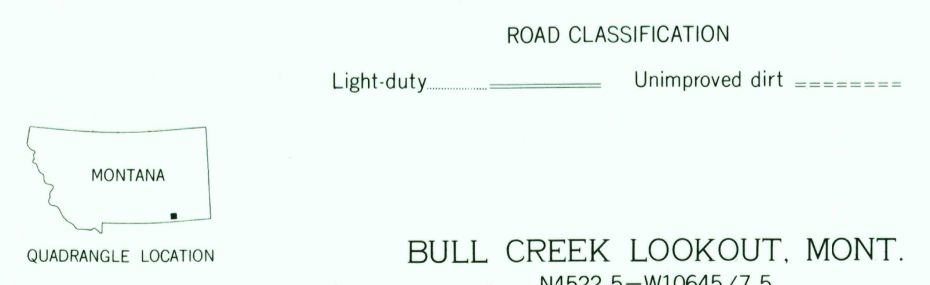 ROAD CLASSIFICATION
Light-duty Unimproved dirt
MONTANA
QUADRANGLE LOCATION
BULL CREEK LOOKOUT, MONT.
N4522.5—W10645/7.5